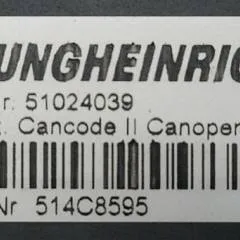 UNGHEINRIC
r. 51024039
t. Cancode II Canopen
Nr 514C8595